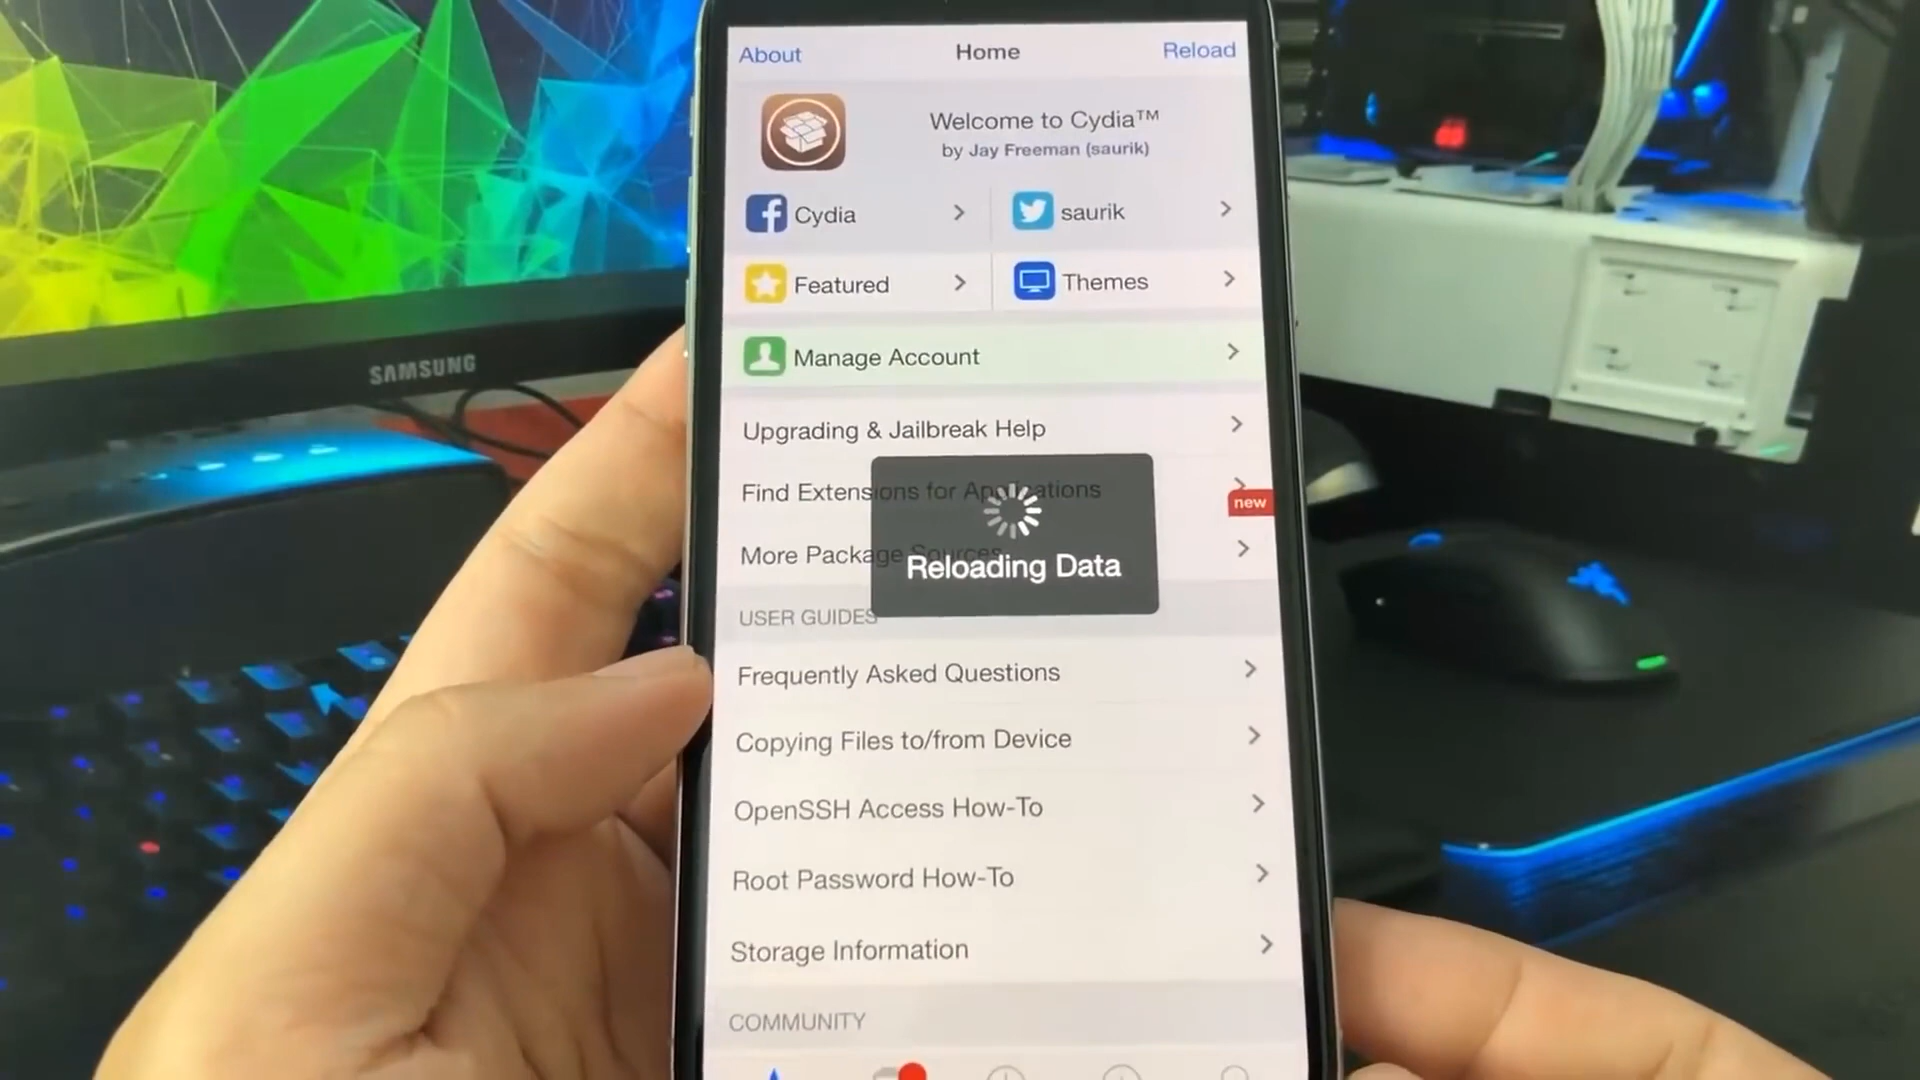 SAMSUNG
About
Home
Reload
Welcome to Cydia™
by Jay Freeman (saurik)
Cydia
saurik
Featured
Themes
Manage Account
Upgrading & Jailbreak Help
Find Extensions for Applications
new
More Package Sources
Reloading Data
USER GUIDES
Frequently Asked Questions
Copying Files to/from Device
OpenSSH Access How-To
Root Password How-To
Storage Information
COMMUNITY